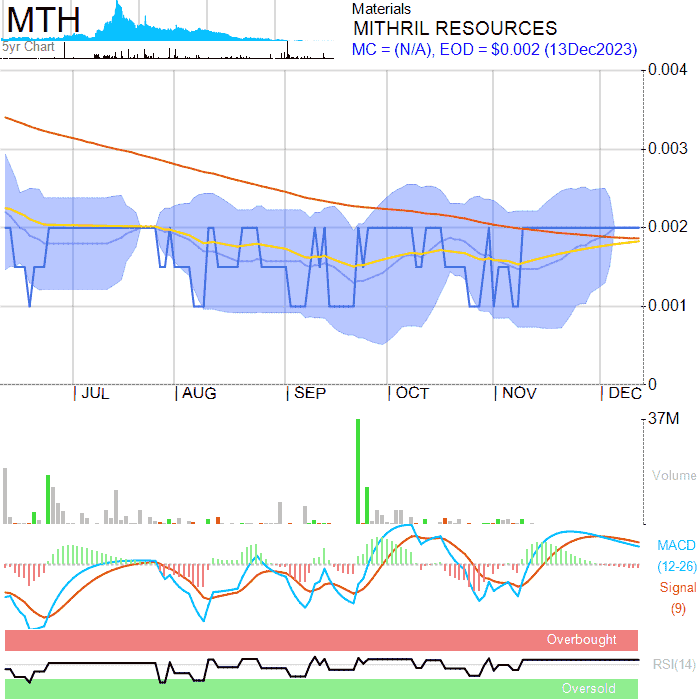 MTH
5yr Chart
Materials
MITHRIL RESOURCES
MC = (N/A), EOD = $0.002 (13Dec2023)
0.004
0.003
0.002
0.001
0
JUL AUG SEP OCT NOV DEC
37M
Volume
MACD
(12-26)
Signal
(9)
Overbought
RSI(14)
Oversold